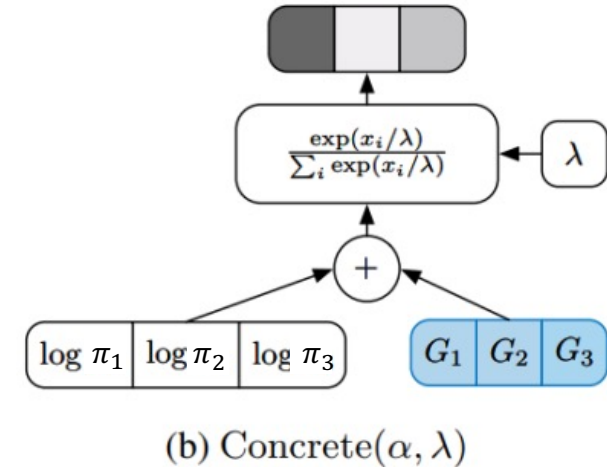 exp(x_i/λ)
∑_i exp(x_i/λ)
λ
+
log π_1 log π_2 log π_3
G_1 G_2 G_3
(b) Concrete(α, λ)